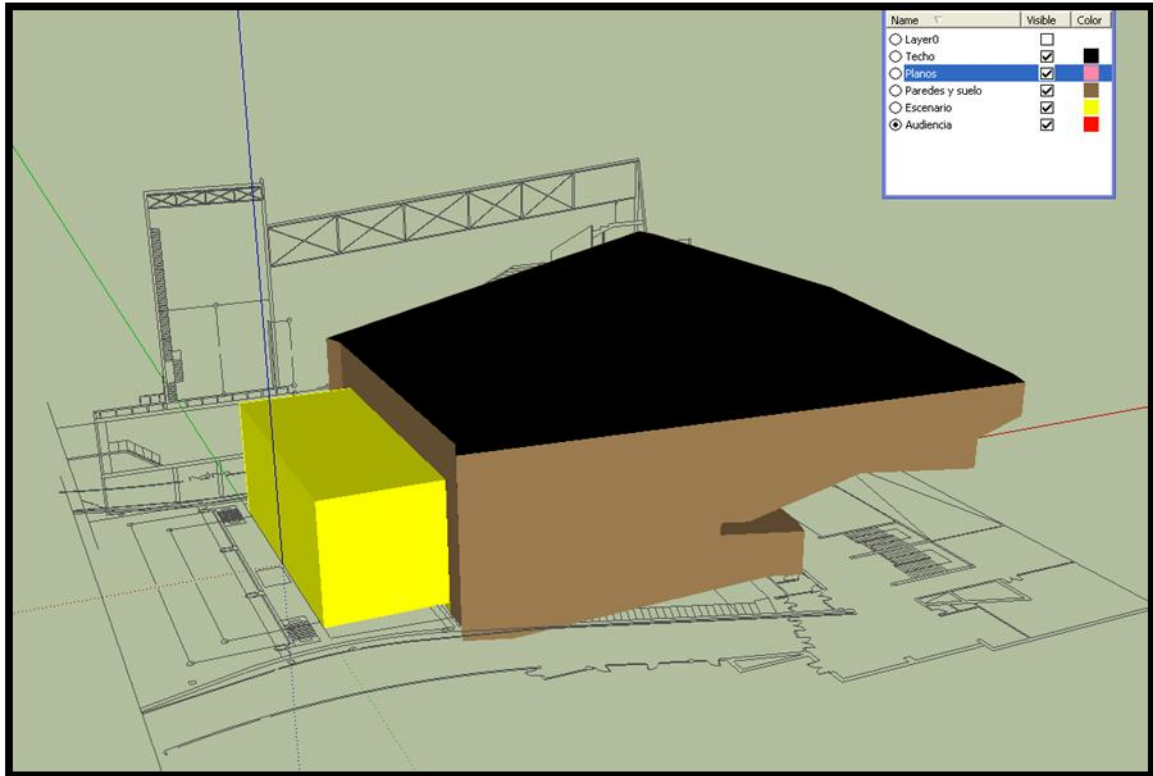 Name Visible Color
Layer0
Techo
Planos
Paredes y suelo
Escenario
Audiencia